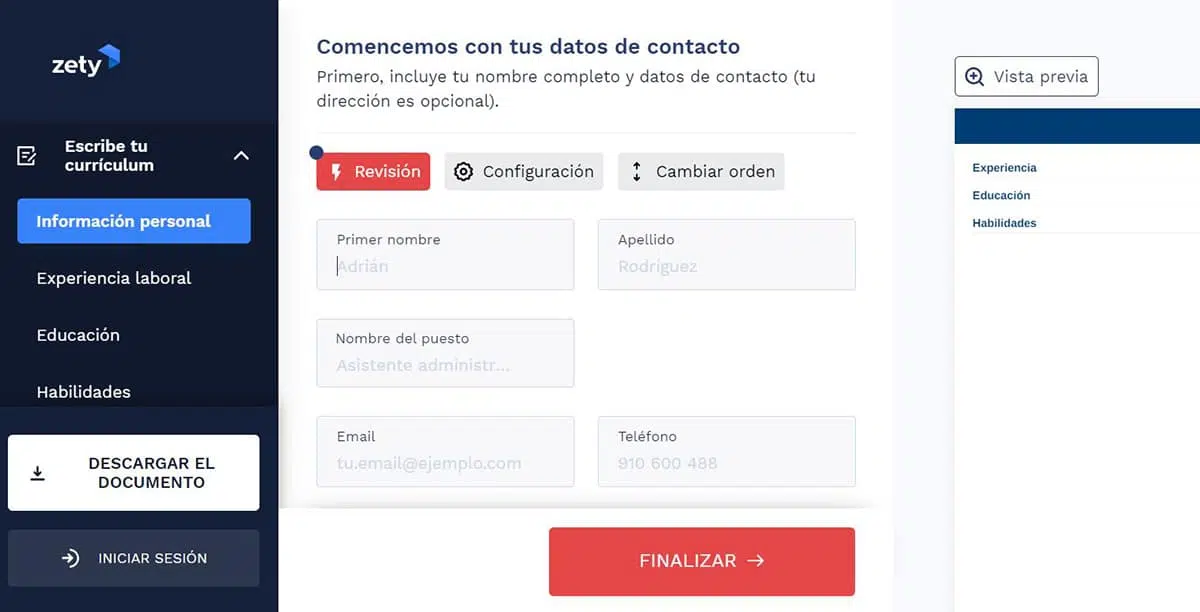 zety
Escribe tu
currículum
Información personal
Experiencia laboral
Educación
Habilidades
DESCARGAR EL
DOCUMENTO
INICIAR SESIÓN
Comencemos con tus datos de contacto
Primero, incluye tu nombre completo y datos de contacto (tu
dirección es opcional).
Revisión
Configuración
Cambiar orden
Primer nombre
Adrián
Apellido
Rodríguez
Nombre del puesto
Asistente administr...
Email
tu.email@ejemplo.com
Teléfono
910 600 488
FINALIZAR
Vista previa
Experiencia
Educación
Habilidades